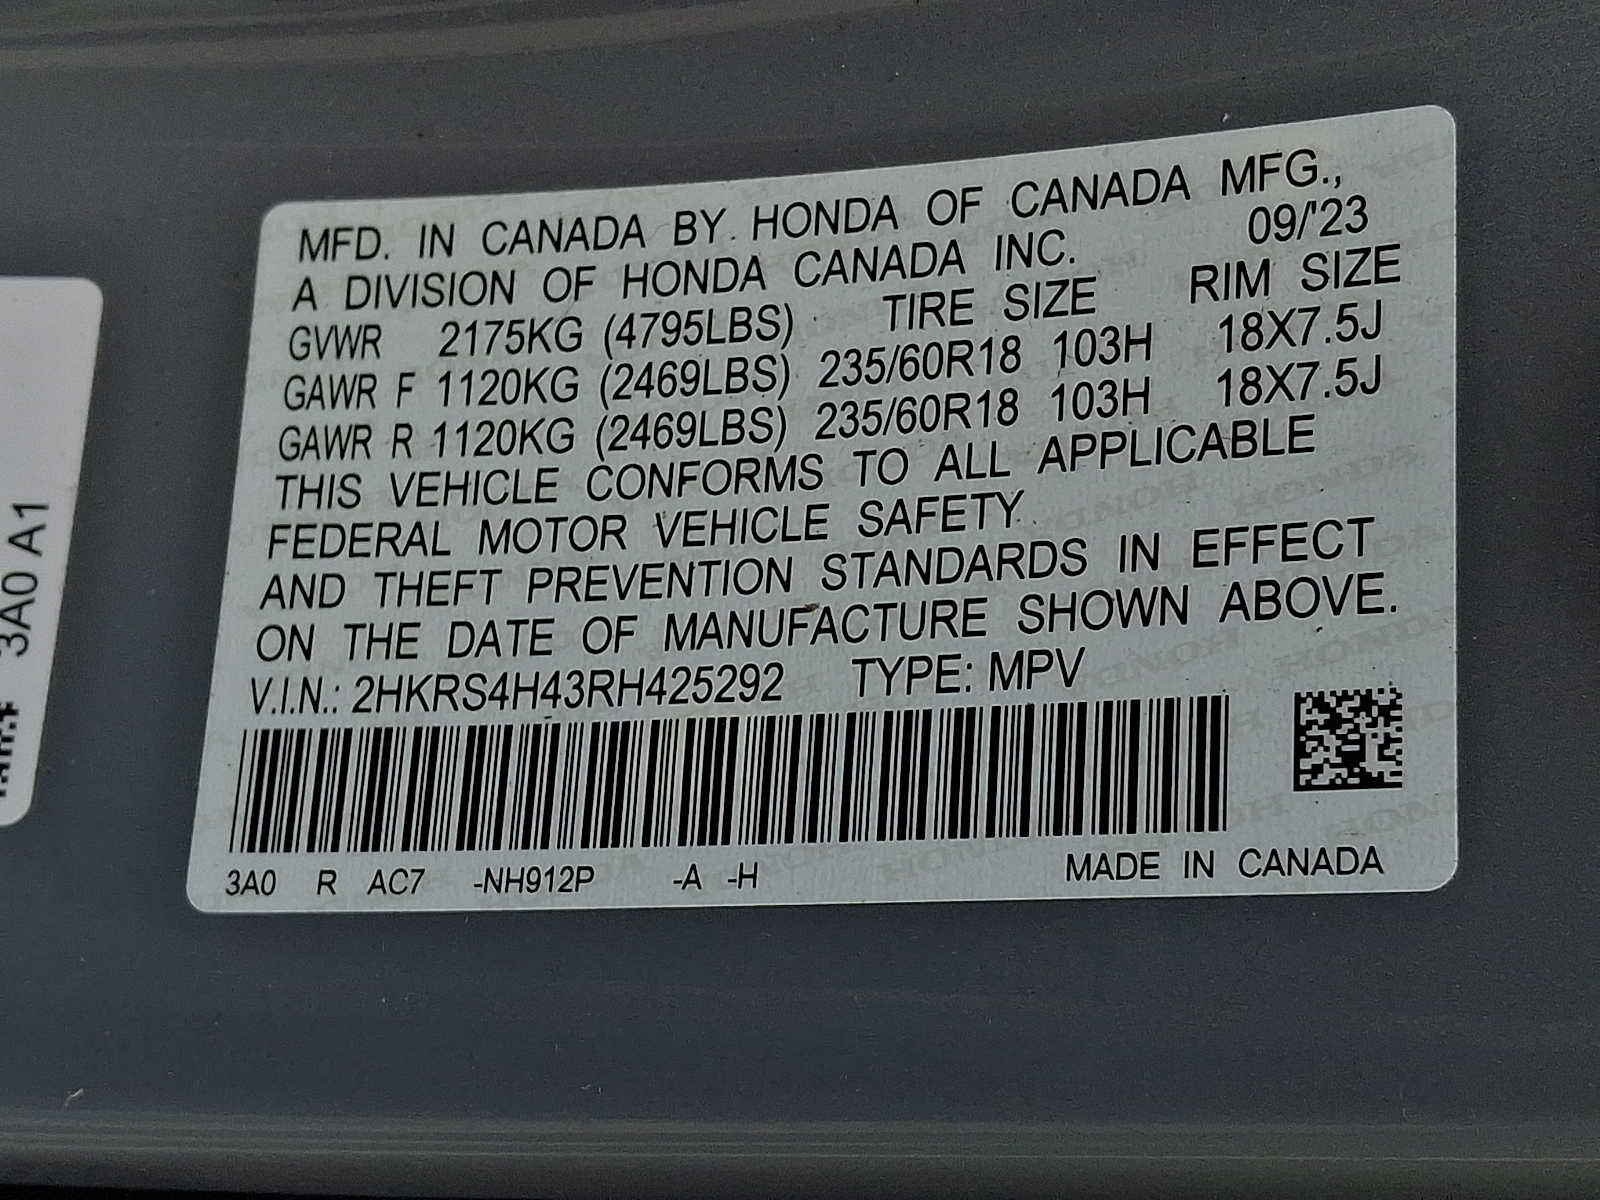 MFD. IN CANADA BY HONDA OF CANADA MFG.,
A DIVISION OF HONDA CANADA INC. 09/'23
GVWR 2175KG (4795LBS) TIRE SIZE RIM SIZE
GAWR F 1120KG (2469LBS) 235/60R18 103H 18X7.5J
GAWR R 1120KG (2469LBS) 235/60R18 103H 18X7.5J
THIS VEHICLE CONFORMS TO ALL APPLICABLE
FEDERAL MOTOR VEHICLE SAFETY
AND THEFT PREVENTION STANDARDS IN EFFECT
ON THE DATE OF MANUFACTURE SHOWN ABOVE.
V.I.N.: 2HKRS4H43RH425292 TYPE: MPV
3A0 R AC7 -NH912P -A -H MADE IN CANADA
3A0 A1